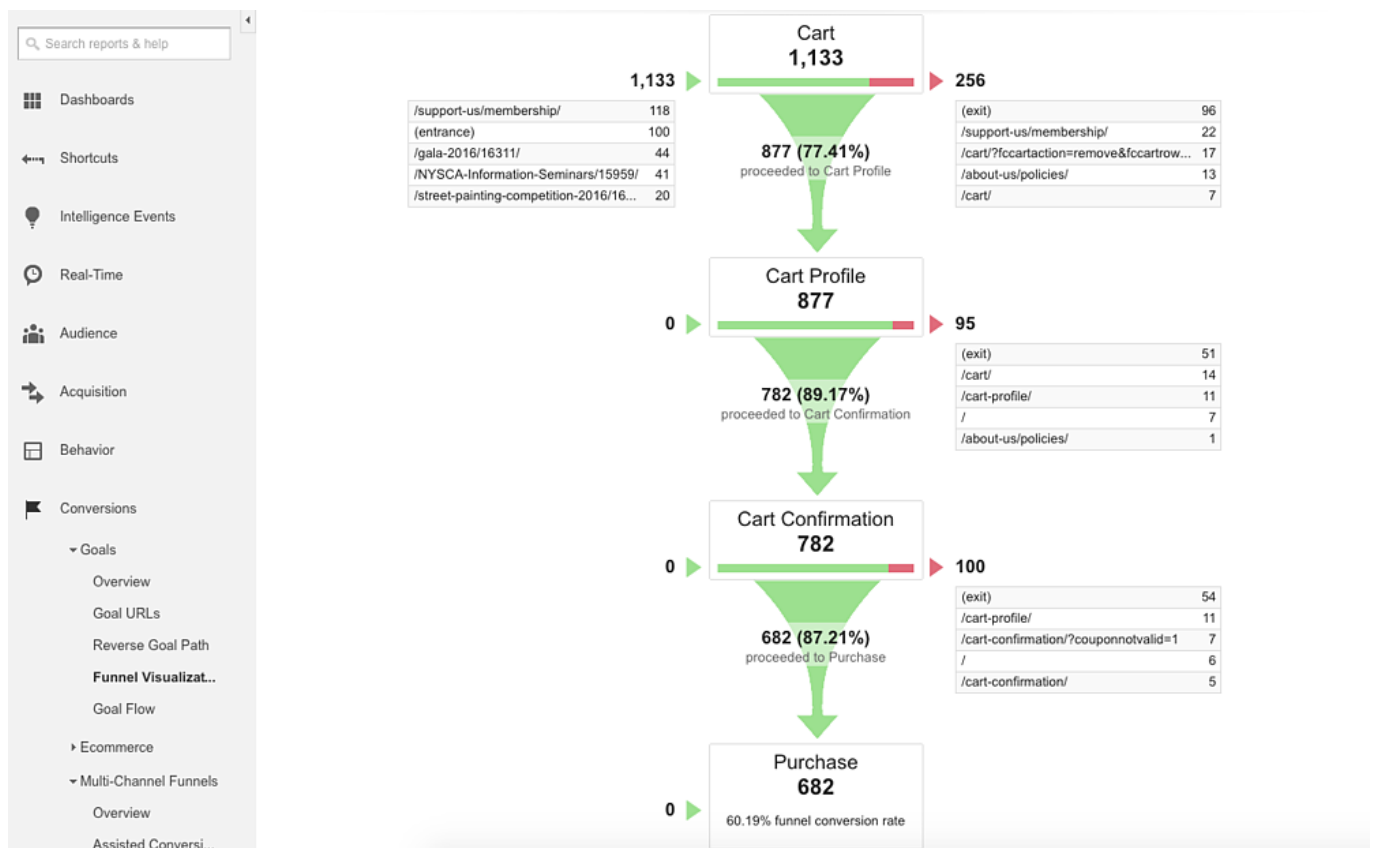 Search reports & help
Dashboards
Shortcuts
Intelligence Events
Real-Time
Audience
Acquisition
Behavior
Conversions
Goals
Overview
Goal URLs
Reverse Goal Path
Funnel Visualizat...
Goal Flow
Ecommerce
Multi-Channel Funnels
Overview
Assisted Conversi...
Cart
1,133
1,133
/support-us/membership/ 118
(entrance) 100
/gala-2016/16311/ 44
/NYSCA-Information-Seminars/15959/ 41
/street-painting-competition-2016/16... 20
256
(exit) 96
/support-us/membership/ 22
/cart/?fccartaction=remove&fccartrow... 17
/about-us/policies/ 13
/cart/ 7
877 (77.41%)
proceeded to Cart Profile
Cart Profile
877
0
95
(exit) 51
/cart/ 14
/cart-profile/ 11
/ 7
/about-us/policies/ 1
782 (89.17%)
proceeded to Cart Confirmation
Cart Confirmation
782
0
100
(exit) 54
/cart-profile/ 11
/cart-confirmation/?couponnotvalid=1 7
/ 6
/cart-confirmation/ 5
682 (87.21%)
proceeded to Purchase
Purchase
682
0
60.19% funnel conversion rate